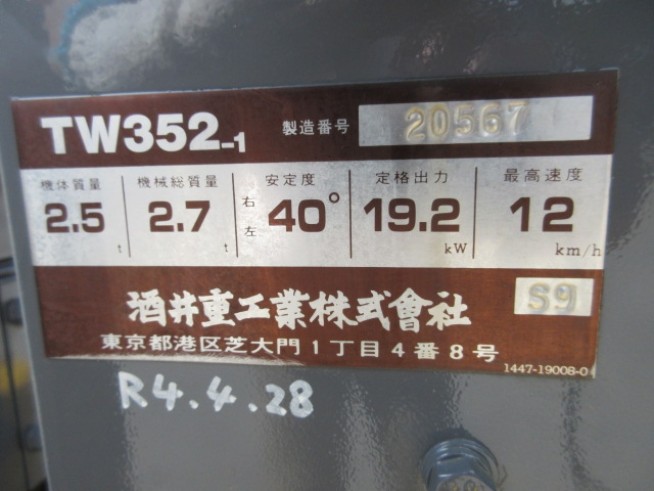 TW352-1 製造番号 20567
機体質量 機械総質量 安定度 定格出力 最高速度
2.5 t 2.7 t 右左 40° 19.2 kW 12 km/h
酒井重工業株式會社 S9
東京都港区芝大門1丁目4番8号
1447-19008-0
R4.4.28